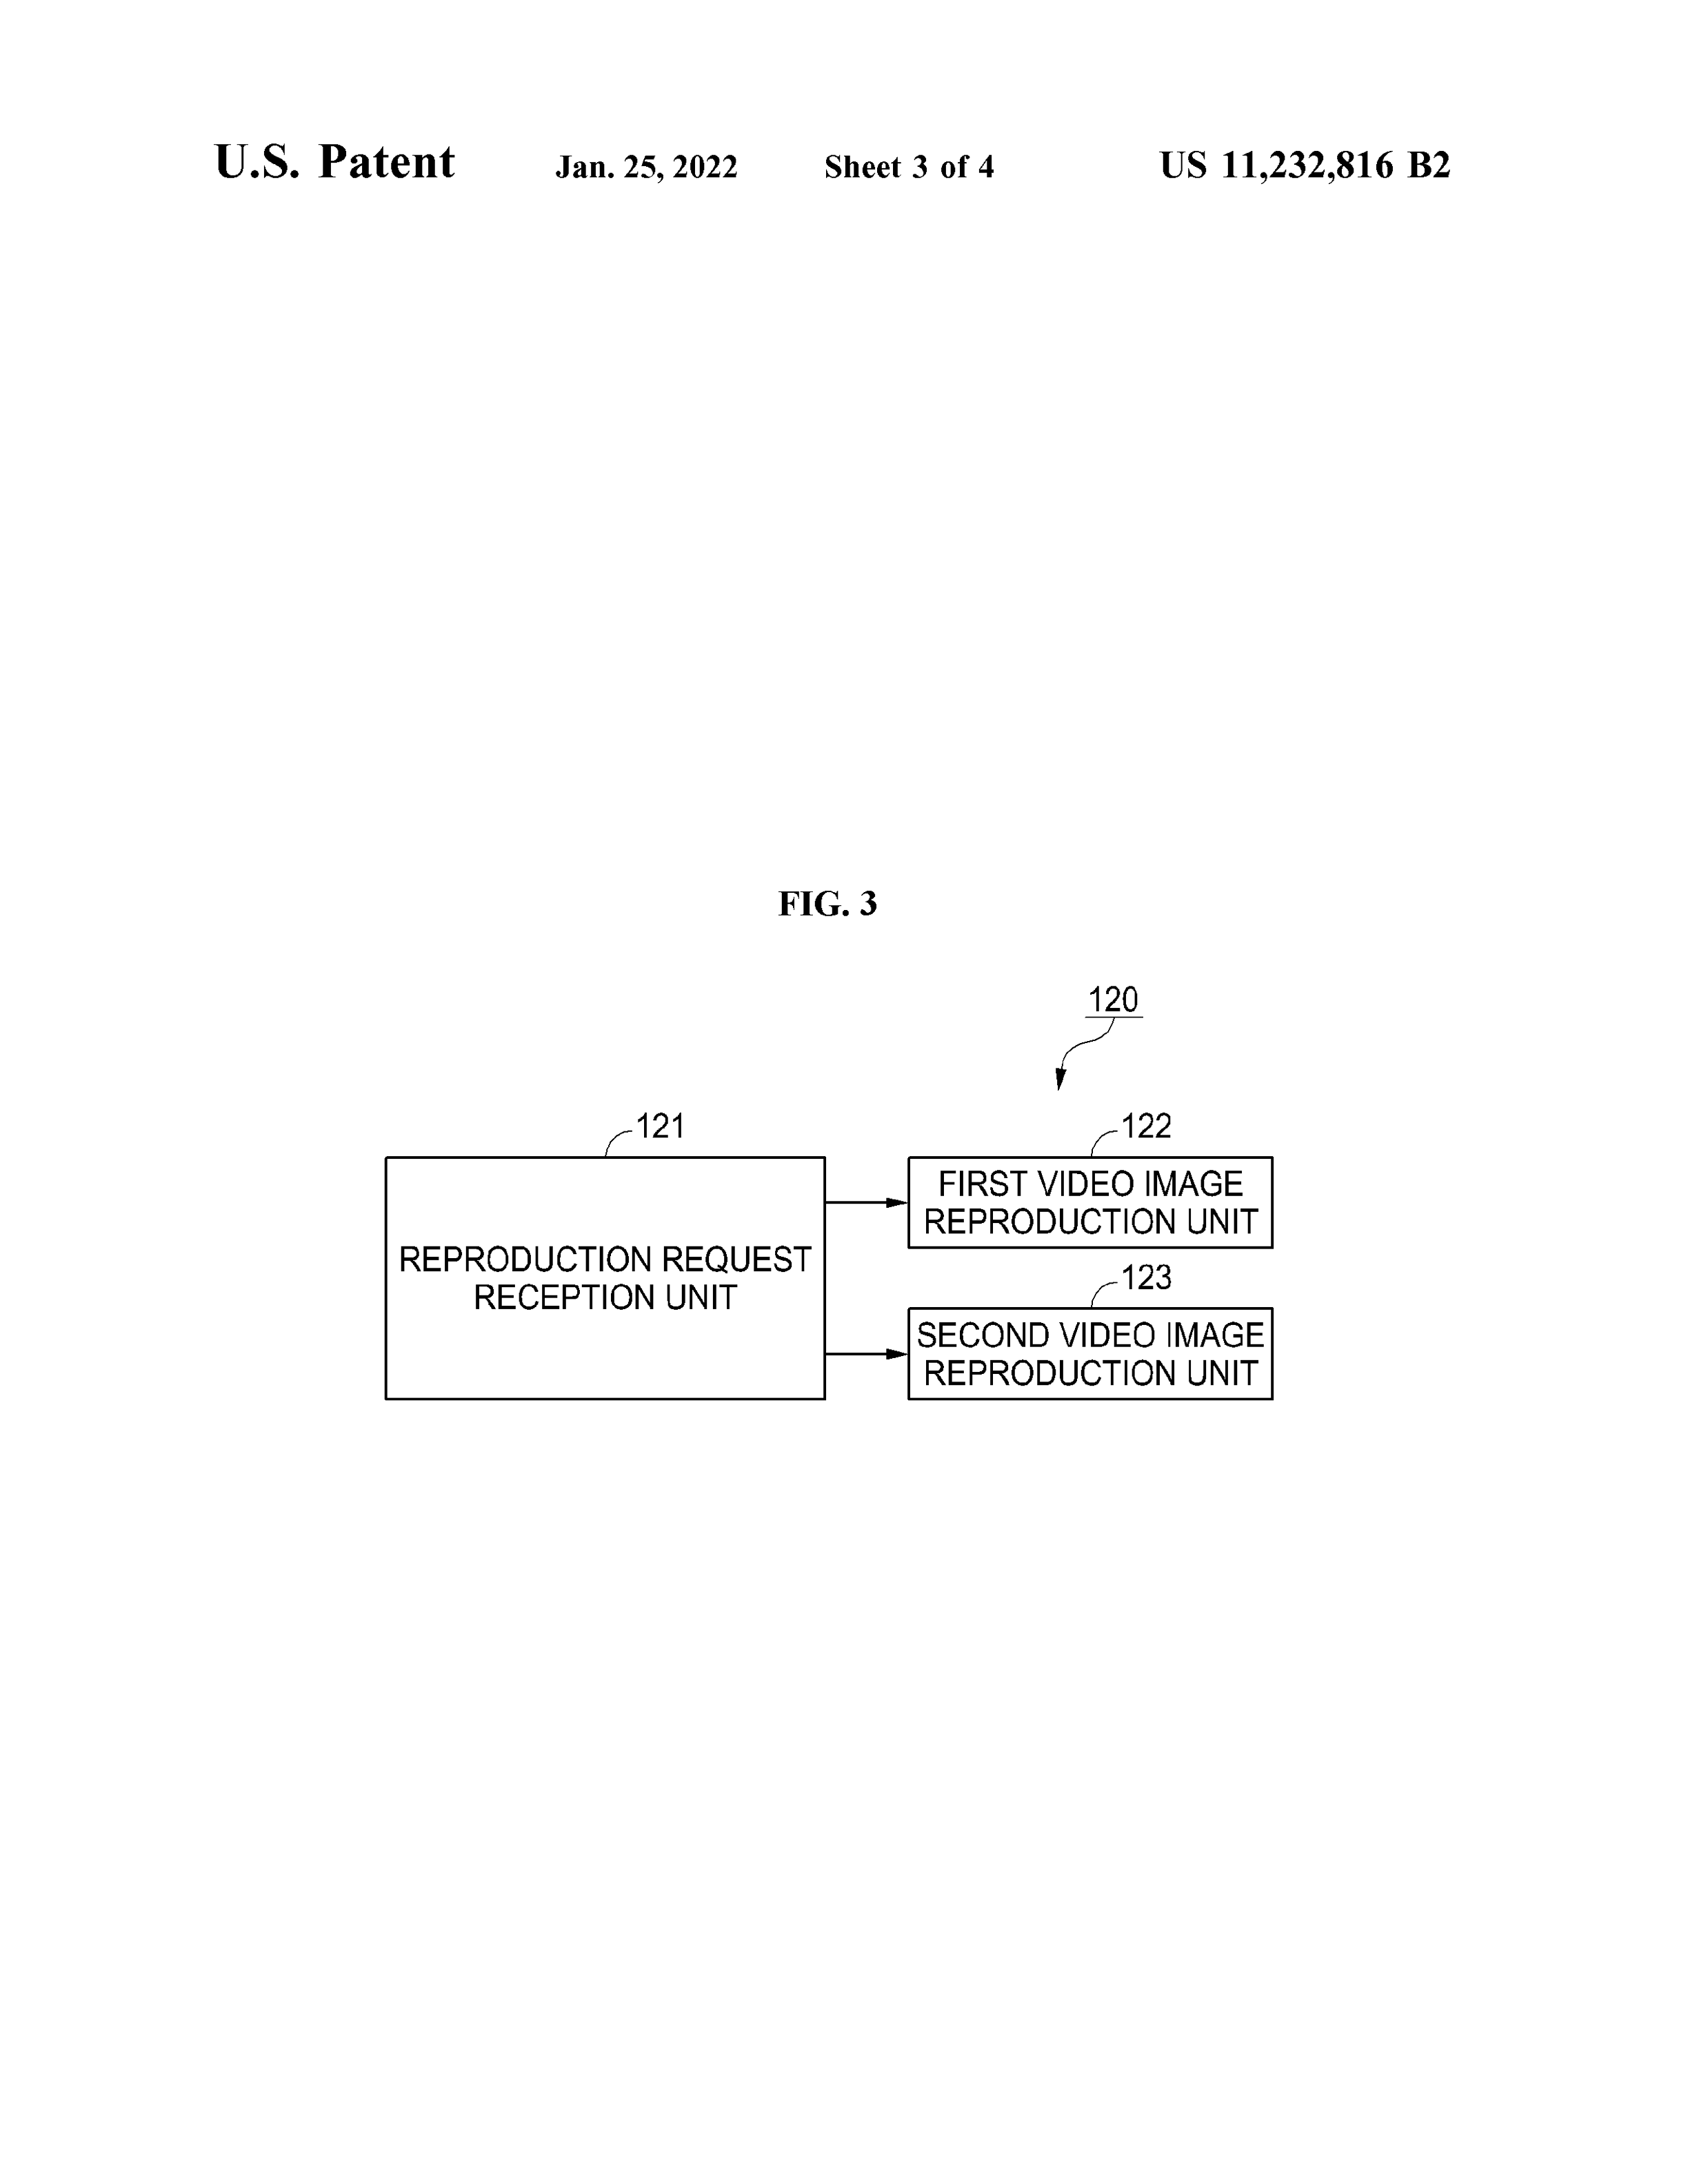 U.S. Patent Jan. 25, 2022 Sheet 3 of 4 US 11,232,816 B2
FIG. 3
120
121
122
REPRODUCTION REQUEST
RECEPTION UNIT
FIRST VIDEO IMAGE
REPRODUCTION UNIT
123
SECOND VIDEO IMAGE
REPRODUCTION UNIT